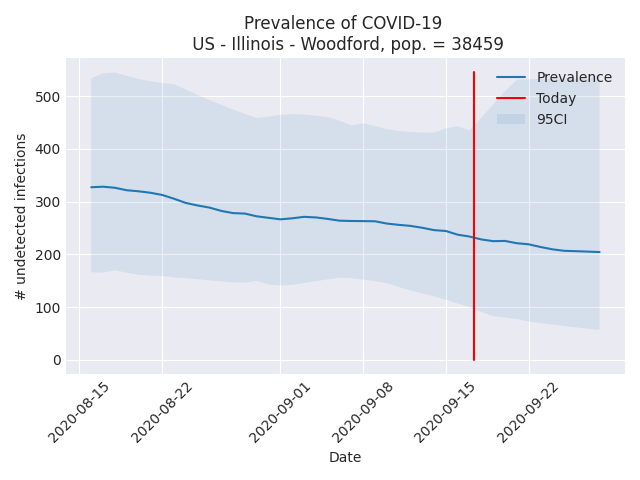 Prevalence of COVID-19
US - Illinois - Woodford, pop. = 38459
Prevalence
Today
95CI
# undetected infections
500
400
300
200
100
0
2020-08-15
2020-08-22
2020-09-01
2020-09-08
2020-09-15
2020-09-22
Date